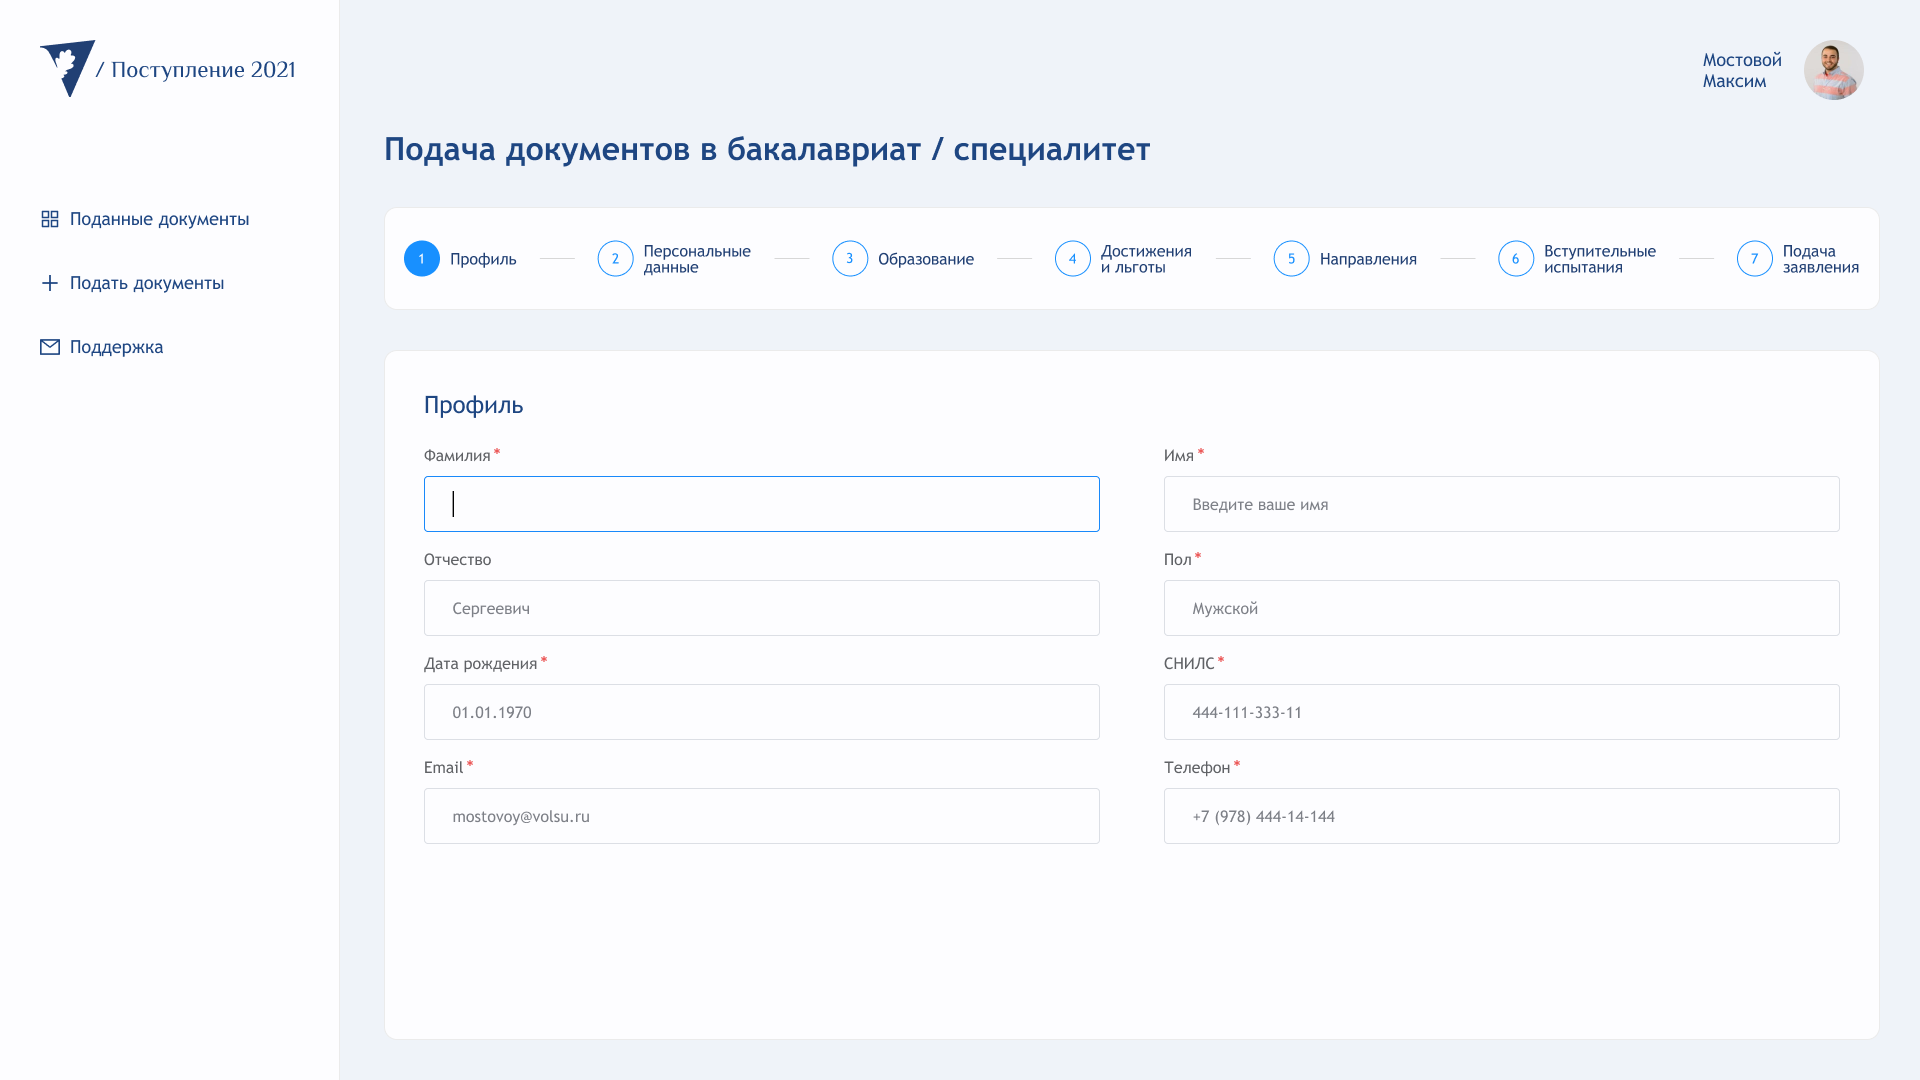 / Поступление 2021
Мостовой
Максим
Поданные документы
Подать документы
Поддержка
Подача документов в бакалавриат / специалитет
1 Профиль
2 Персональные
данные
3 Образование
4 Достижения
и льготы
5 Направления
6 Вступительные
испытания
7 Подача
заявления
Профиль
Фамилия *
Имя *
Введите ваше имя
Отчество
Сергеевич
Пол *
Мужской
Дата рождения *
01.01.1970
СНИЛС *
444-111-333-11
Email *
mostovoy@volsu.ru
Телефон *
+7 (978) 444-14-144